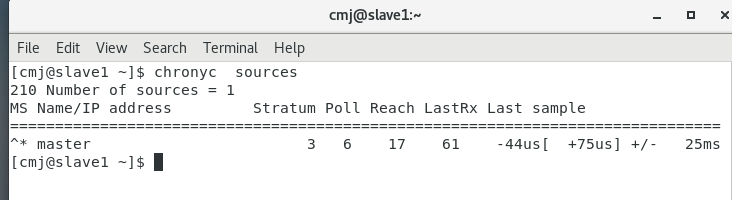 cmj@slave1:~
File Edit View Search Terminal Help
[cmj@slave1 ~]$ chronyc  sources
210 Number of sources = 1
MS Name/IP address         Stratum Poll Reach LastRx Last sample
===============================================================================
^* master                        3   6    17    61    -44us[  +75us] +/-   25ms
[cmj@slave1 ~]$